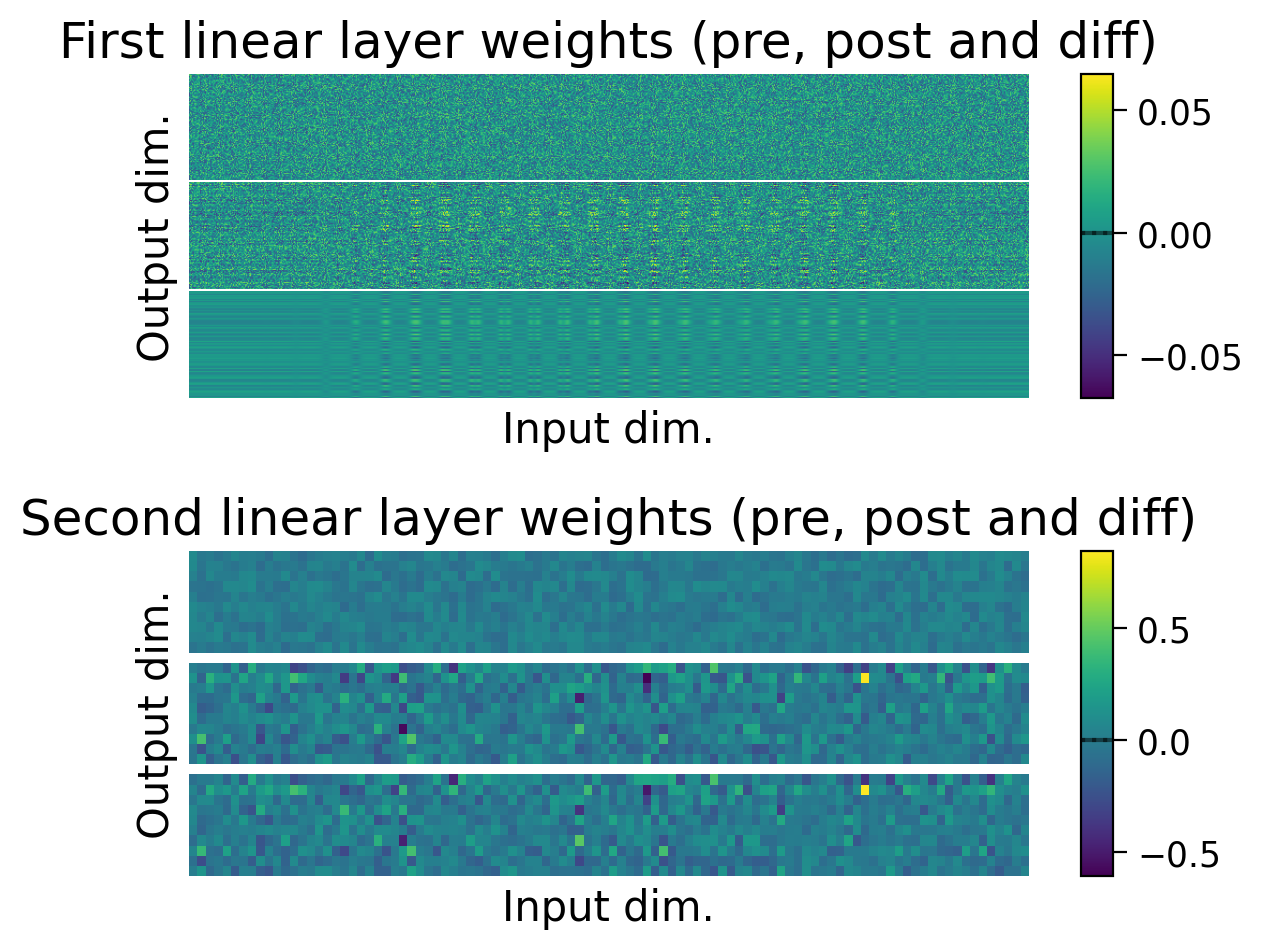 First linear layer weights (pre, post and diff)
Output dim.
0.05
0.00
−0.05
Input dim.
Second linear layer weights (pre, post and diff)
Output dim.
0.5
0.0
−0.5
Input dim.